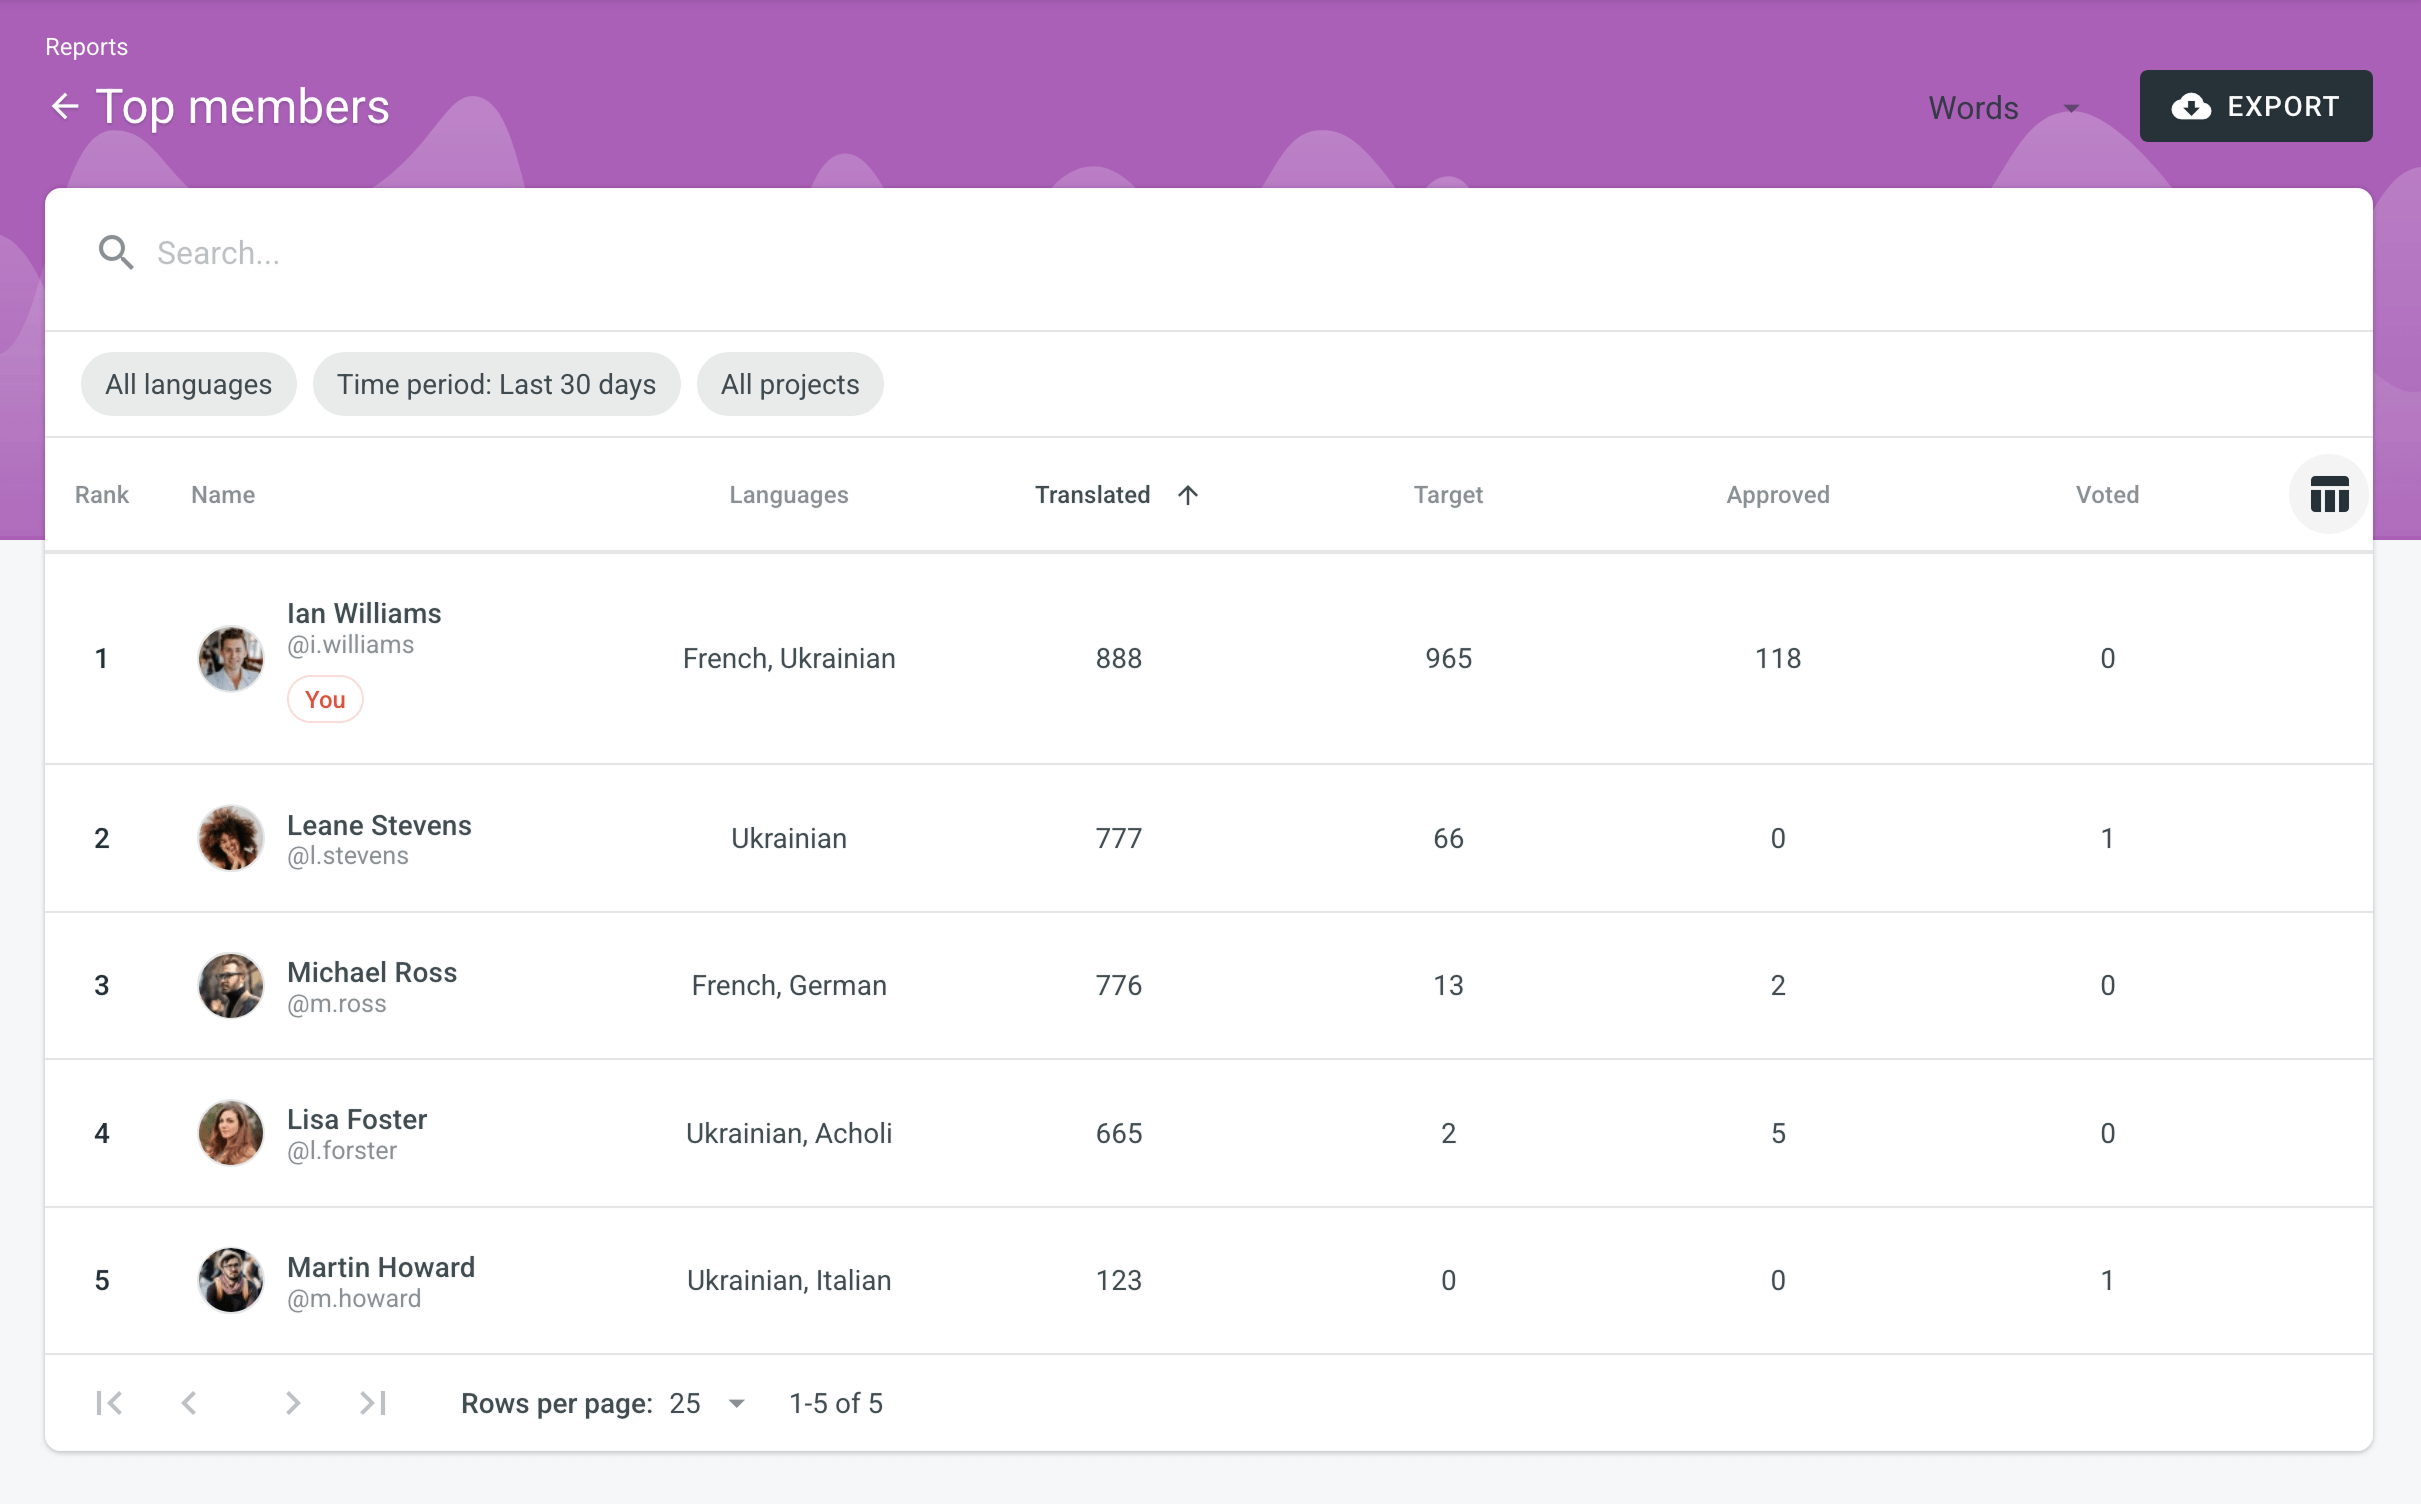 Reports
Top members
Words
EXPORT
Search...
All languages
Time period: Last 30 days
All projects
Rank Name Languages Translated Target Approved Voted
Ian Williams
@i.williams
You
1 French, Ukrainian 888 965 118 0
Leane Stevens
@l.stevens
2 Ukrainian 777 66 0 1
Michael Ross
@m.ross
3 French, German 776 13 2 0
Lisa Foster
@l.forster
4 Ukrainian, Acholi 665 2 5 0
Martin Howard
@m.howard
5 Ukrainian, Italian 123 0 0 1
Rows per page: 25 1-5 of 5